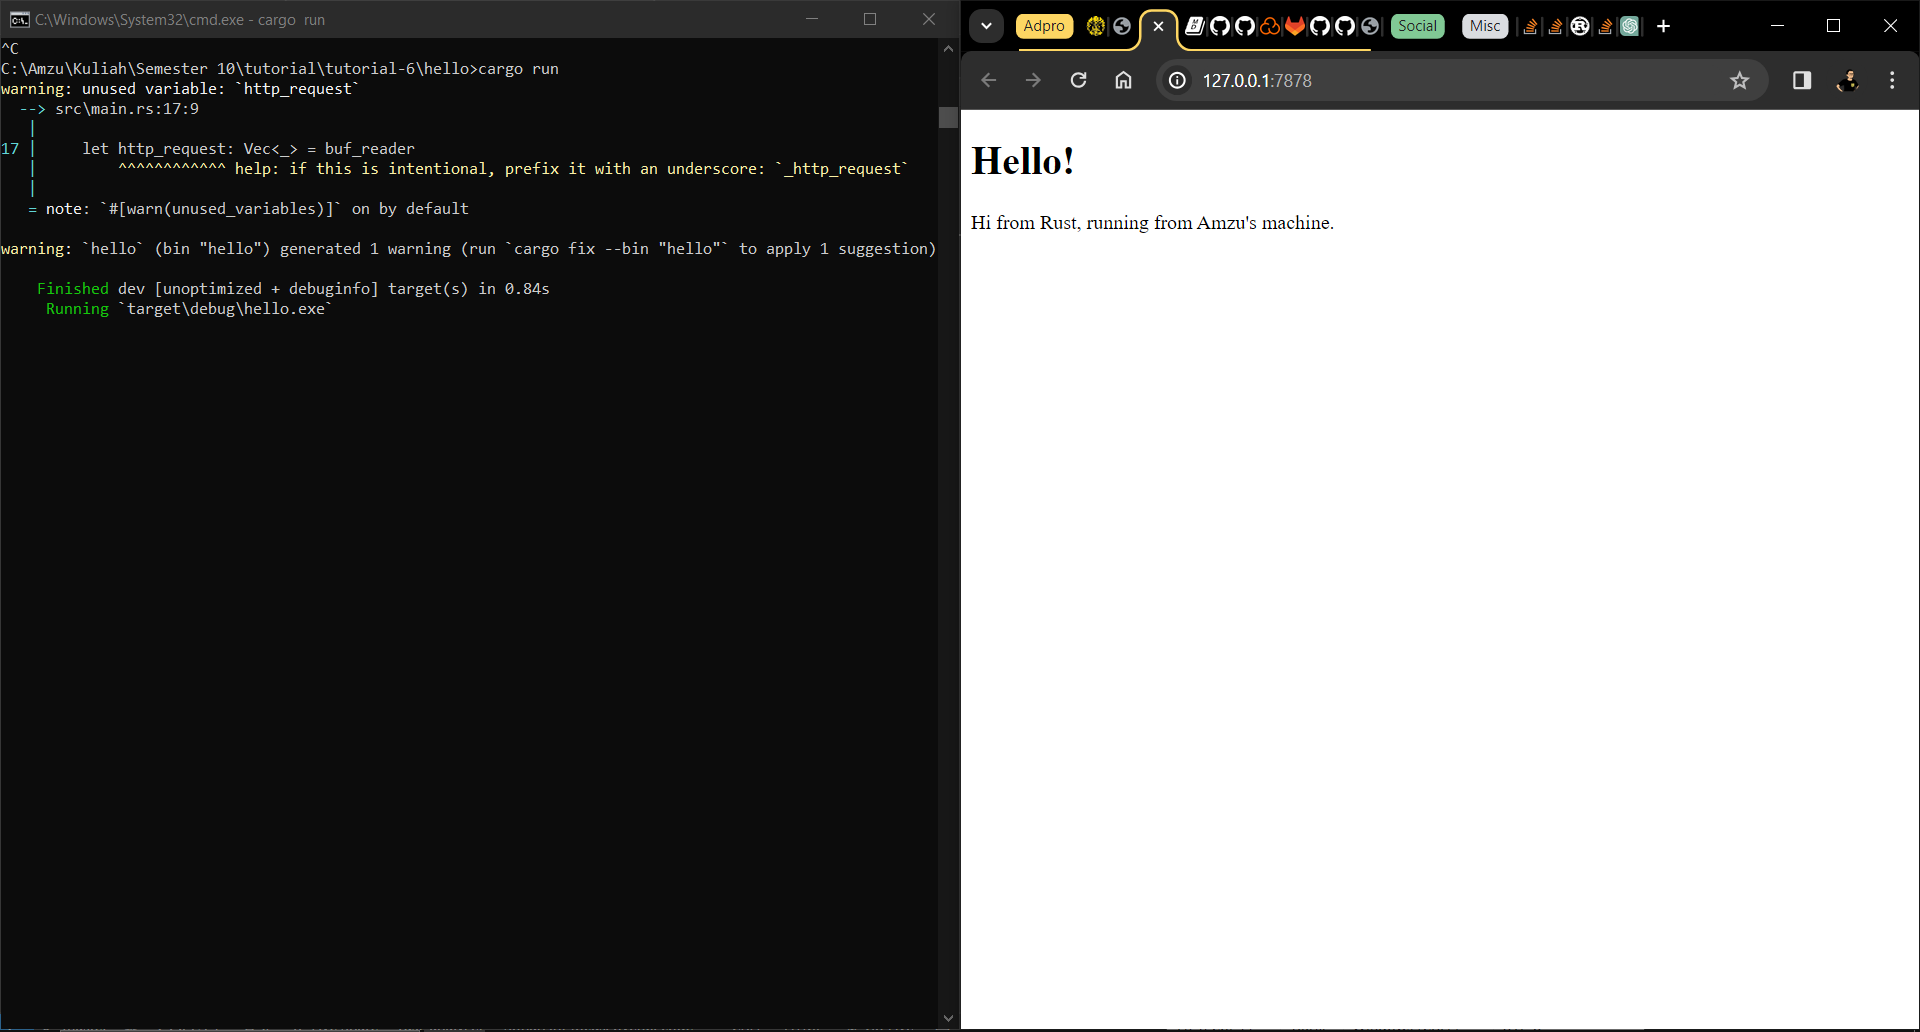 C:\Windows\System32\cmd.exe - cargo  run
^C
C:\Amzu\Kuliah\Semester 10\tutorial\tutorial-6\hello>cargo run
warning: unused variable: `http_request`
  --> src\main.rs:17:9
   |
17 |     let http_request: Vec<_> = buf_reader
   |         ^^^^^^^^^^^^ help: if this is intentional, prefix it with an underscore: `_http_request`
   |
   = note: `#[warn(unused_variables)]` on by default
warning: `hello` (bin "hello") generated 1 warning (run `cargo fix --bin "hello"` to apply 1 suggestion)
    Finished dev [unoptimized + debuginfo] target(s) in 0.84s
     Running `target\debug\hello.exe`
Adpro
Social
Misc
127.0.0.1:7878
Hello!
Hi from Rust, running from Amzu's machine.